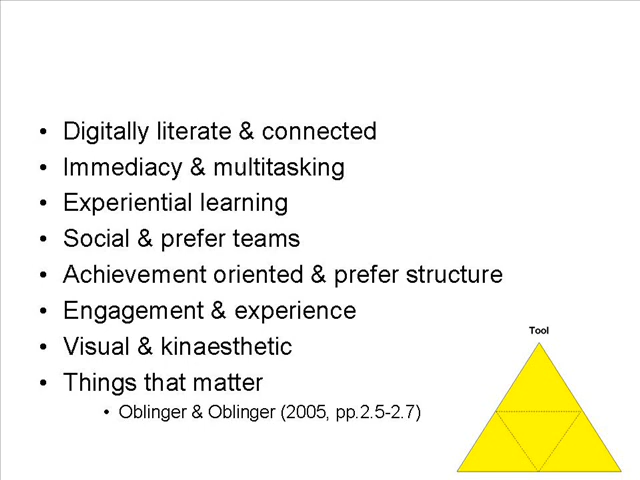 • Digitally literate & connected
• Immediacy & multitasking
• Experiential learning
• Social & prefer teams
• Achievement oriented & prefer structure
• Engagement & experience
• Visual & kinaesthetic
• Things that matter
• Oblinger & Oblinger (2005, pp.2.5-2.7)
Tool